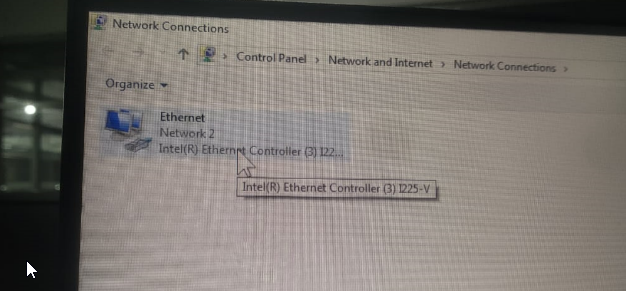 Network Connections
Control Panel > Network and Internet > Network Connections >
Organize
Ethernet
Network 2
Intel(R) Ethernet Controller (3) I22...
Intel(R) Ethernet Controller (3) I225-V